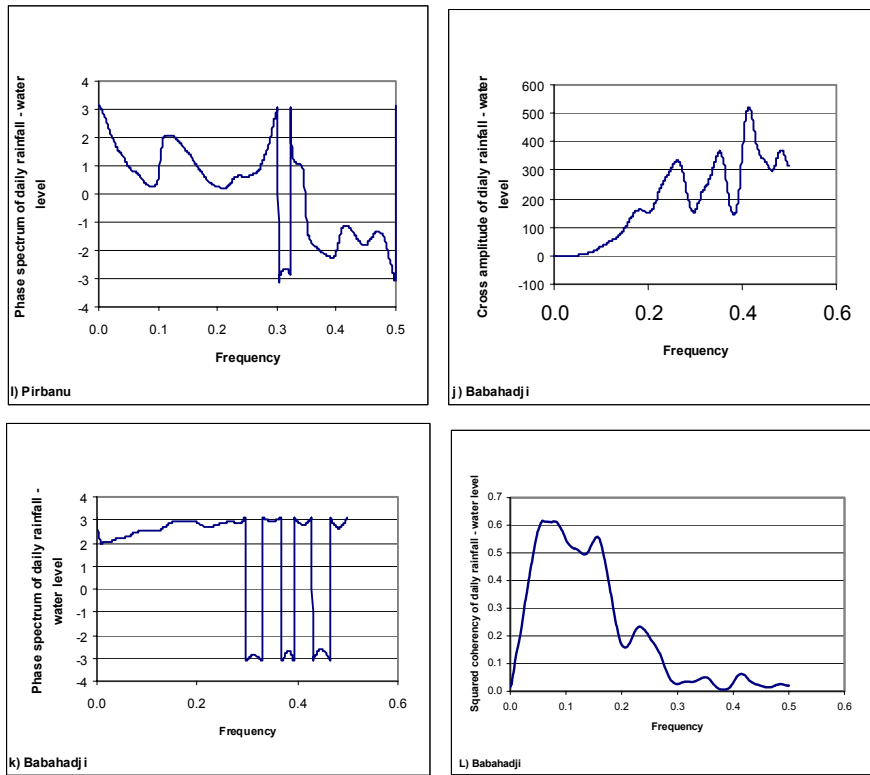 Phase spectrum of daily rainfall - water
level
4
3
2
1
0
-1
-2
-3
-4
0.0 0.1 0.2 0.3 0.4 0.5
Frequency
l) Pirbanu
Cross amplitude of dialy rainfall - water
level
600
500
400
300
200
100
0
-100
0.0 0.2 0.4 0.6
Frequency
j) Babahadji
Phase spectrum of daily rainfall -
water level
4
3
2
1
0
-1
-2
-3
-4
0.0 0.2 0.4 0.6
Frequency
k) Babahadji
Squared coherency of daily rainfall - water level
0.7
0.6
0.5
0.4
0.3
0.2
0.1
0.0
0.0 0.1 0.2 0.3 0.4 0.5 0.6
Frequency
L) Babahadji